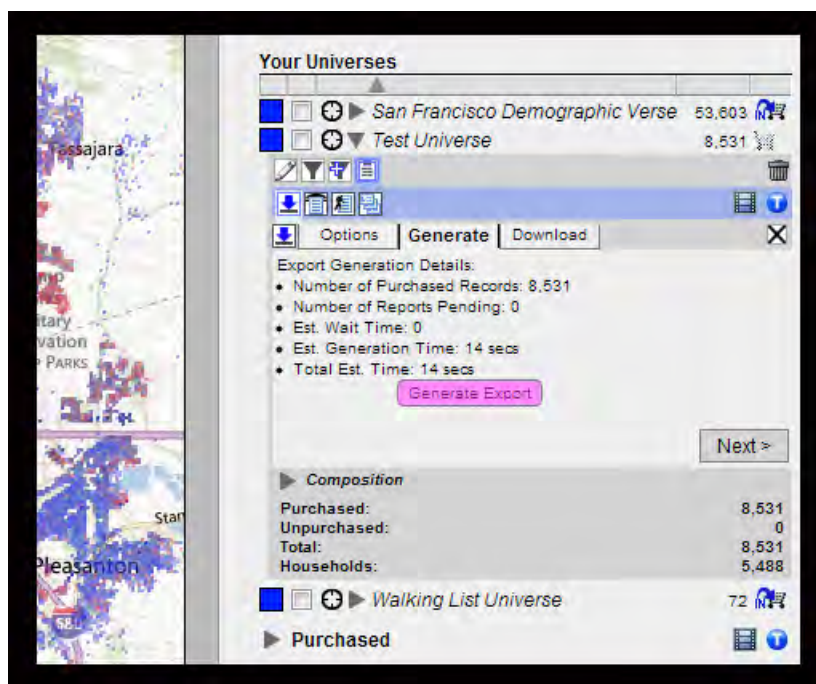 Your Universes
San Francisco Demographic Verse 53,603
Test Universe 8,531
Options Generate Download
Export Generation Details:
• Number of Purchased Records: 8,531
• Number of Reports Pending: 0
• Est. Wait Time: 0
• Est. Generation Time: 14 secs
• Total Est. Time: 14 secs
Generate Export
Next >
Composition
Purchased: 8,531
Unpurchased: 0
Total: 8,531
Households: 5,488
Walking List Universe 72
Purchased
Tassajara
itary
vation
Parks
Stan
Pleasanton